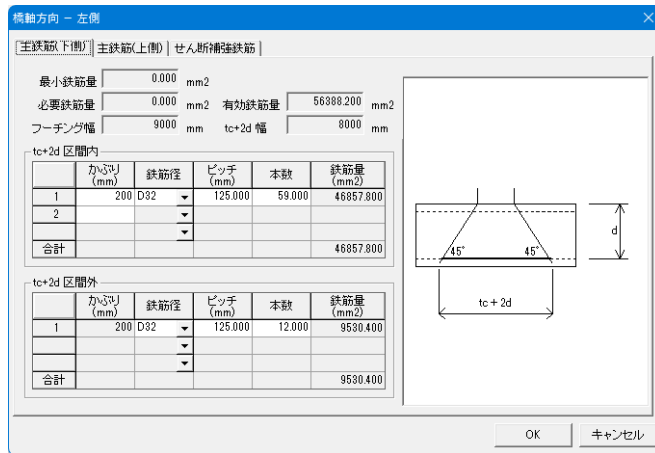 橋軸方向 － 左側
主鉄筋(下側) 主鉄筋(上側) せん断補強鉄筋
最小鉄筋量 0.000 mm2
必要鉄筋量 0.000 mm2 有効鉄筋量 56388.200 mm2
フーチング幅 9000 mm tc+2d 幅 8000 mm
tc+2d 区間内
かぶり (mm) 鉄筋径 ピッチ (mm) 本数 鉄筋量 (mm2)
1 200 D32 125.000 59.000 46857.800
2
合計 46857.800
tc+2d 区間外
かぶり (mm) 鉄筋径 ピッチ (mm) 本数 鉄筋量 (mm2)
1 200 D32 125.000 12.000 9530.400
合計 9530.400
d
45° 45°
tc + 2d
OK キャンセル